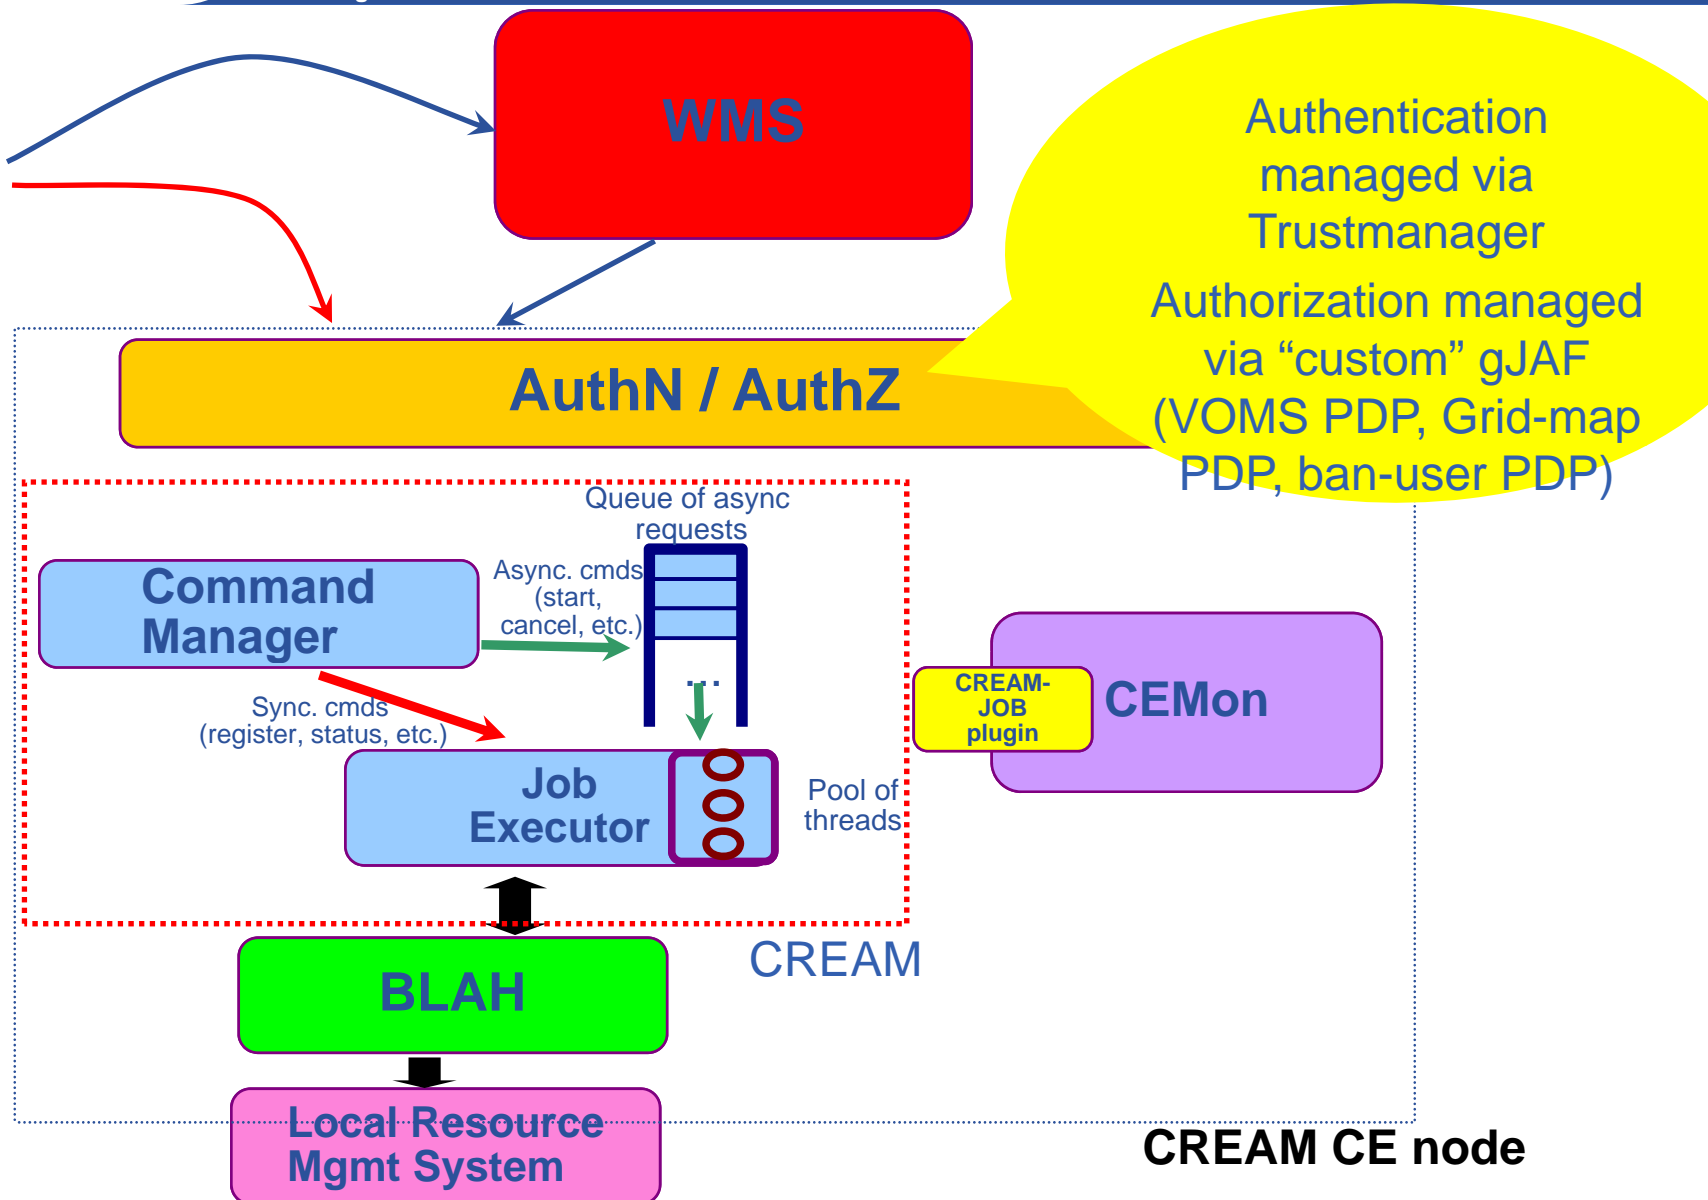 WMS
Authentication
managed via
Trustmanager
Authorization managed
via “custom” gJAF
(VOMS PDP, Grid-map
PDP, ban-user PDP)
AuthN / AuthZ
Queue of async
requests
Command
Manager
Async. cmds
(start,
cancel, etc.)
...
Sync. cmds
(register, status, etc.)
CREAM-
JOB
plugin
CEMon
Job
Executor
Pool of
threads
CREAM
BLAH
Local Resource
Mgmt System
CREAM CE node